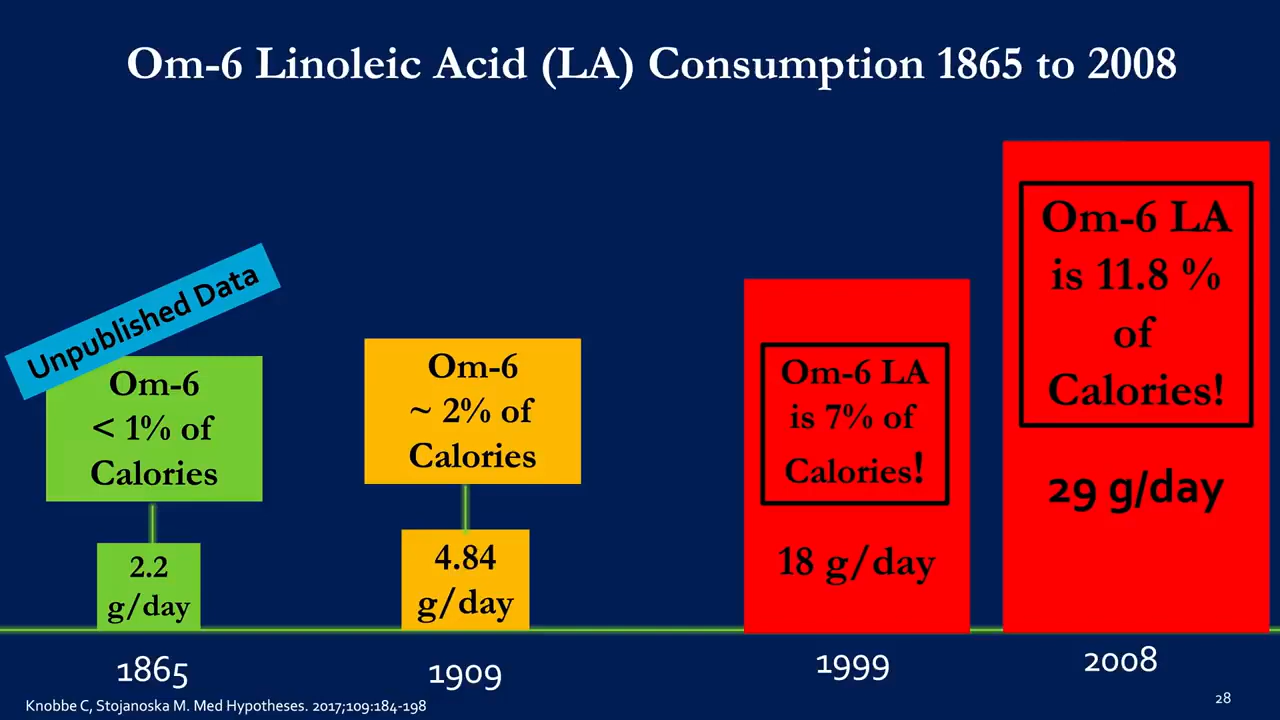 Om-6 Linoleic Acid (LA) Consumption 1865 to 2008
Unpublished Data
Om-6
< 1% of
Calories
2.2
g/day
1865
Om-6
~ 2% of
Calories
4.84
g/day
1909
Om-6 LA
is 7% of
Calories!
18 g/day
1999
Om-6 LA
is 11.8 %
of
Calories!
29 g/day
2008
Knobbe C, Stojanoska M. Med Hypotheses. 2017;109:184-198
28